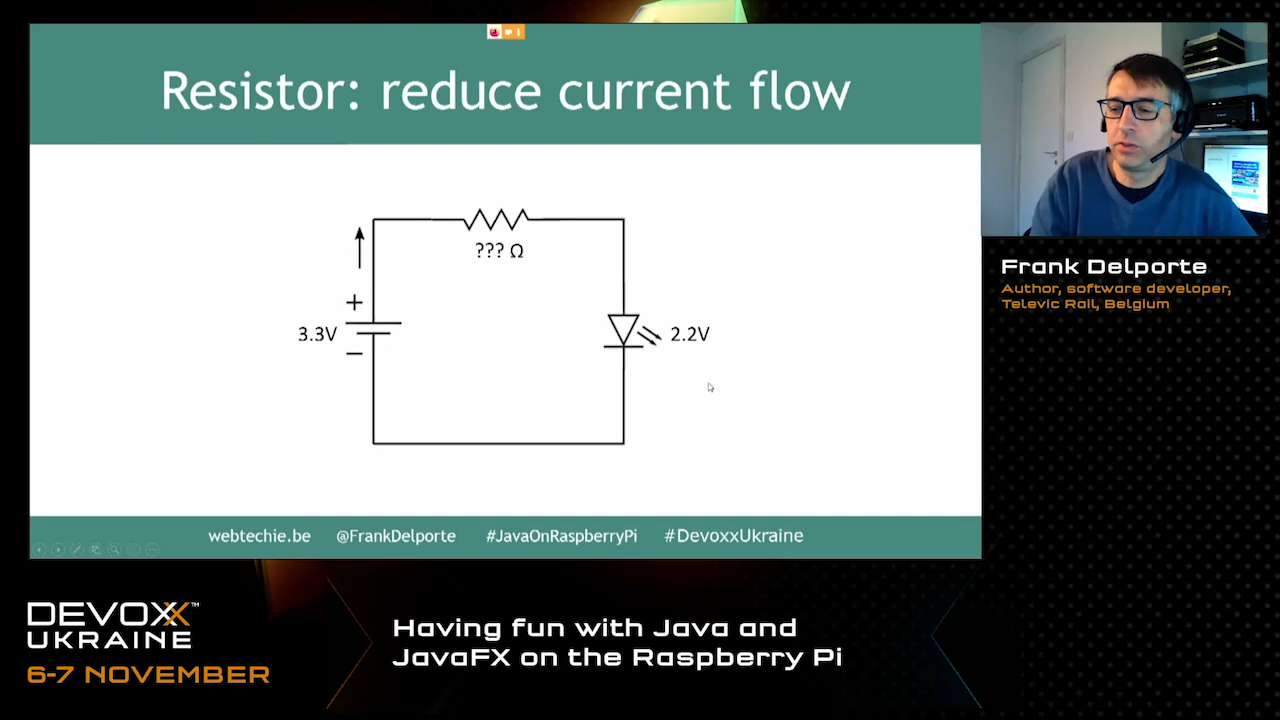 Resistor: reduce current flow
??? Ω
+
3.3V
2.2V
−
webtechie.be @FrankDelporte #JavaOnRaspberryPi #DevoxxUkraine
Frank Delporte
Author, software developer,
Televic Rail, Belgium
DEVOXX™
UKRAINE
6-7 NOVEMBER
Having fun with Java and
JavaFX on the Raspberry Pi